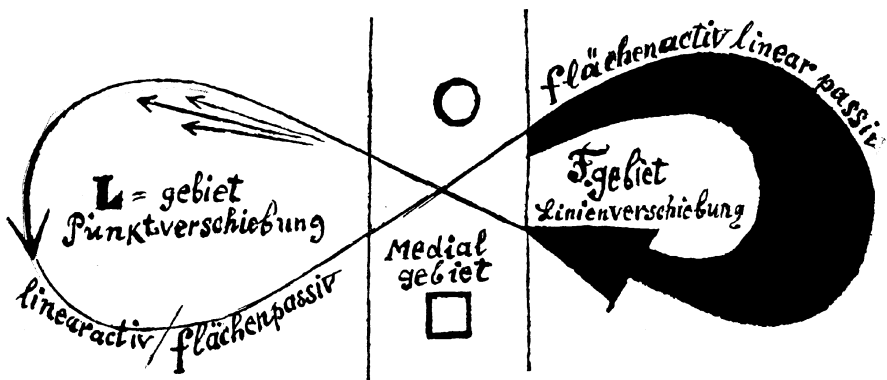 L = gebiet
Punktverschiebung
linearactiv/flächenpassiv
Medial
gebiet
flächenactiv linear passiv
F.gebiet
Linienverschiebung